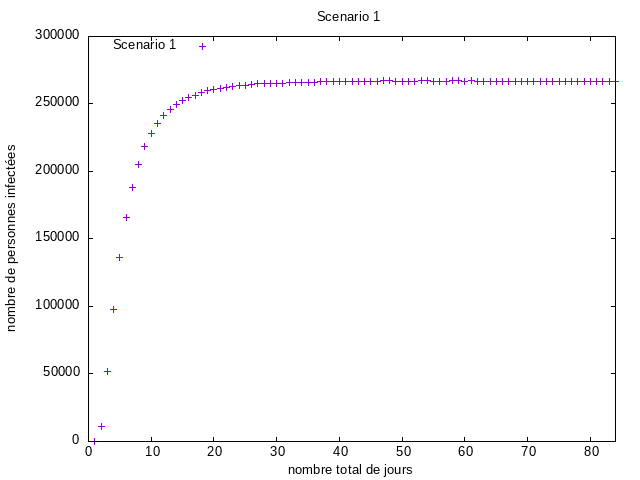 Scenario 1
300000
Scenario 1
250000
200000
150000
100000
50000
0
nombre de personnes infectées
0 10 20 30 40 50 60 70 80
nombre total de jours